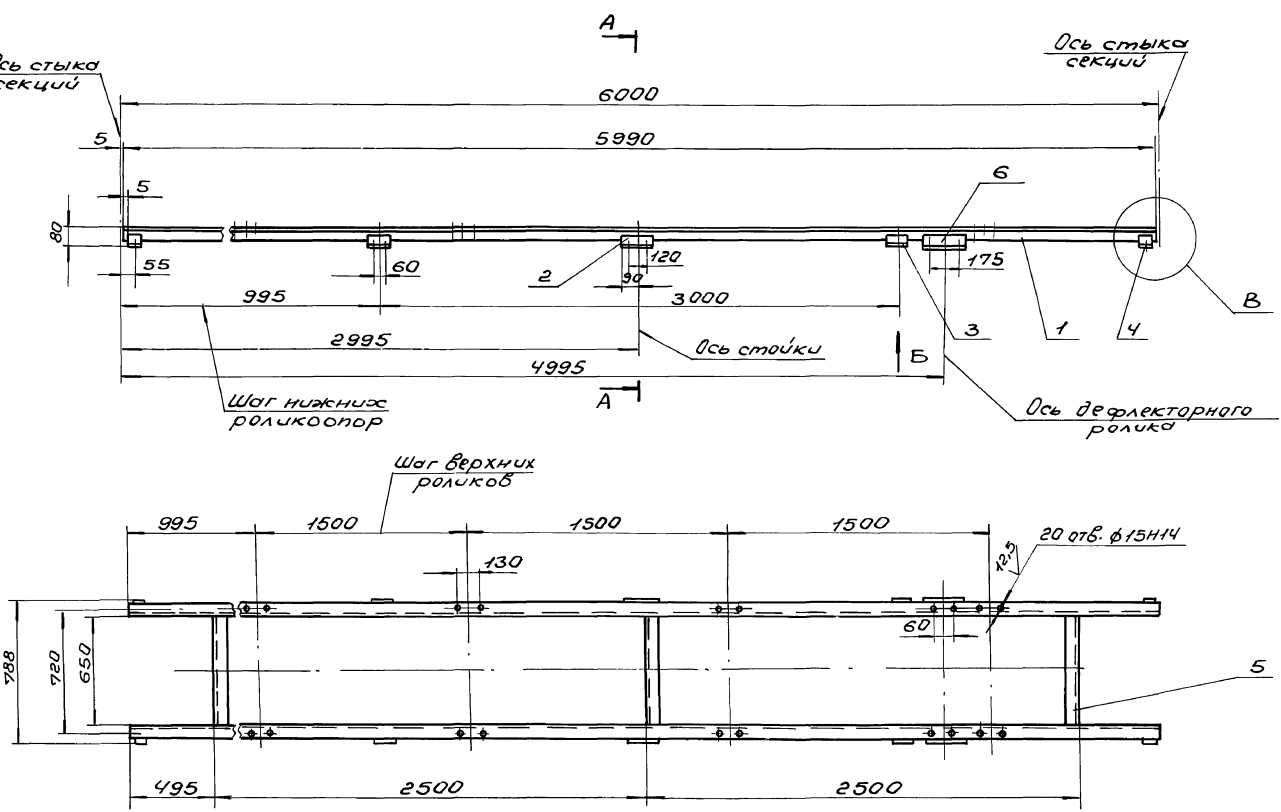 А
Ось стыка
секций
Ось стыка
секций
6000
5990
5
5
80
55
60
2
120
90
6
175
995
3000
3
1
4
В
2995
Ось стойки
Б
4995
А
Шаг нижних
роликоопор
Ось дефлекторного
ролика
Шаг верхних
роликов
995
1500
1500
1500
20 отв. ф15Н14
12,5
130
60
788
720
650
5
495
2500
2500